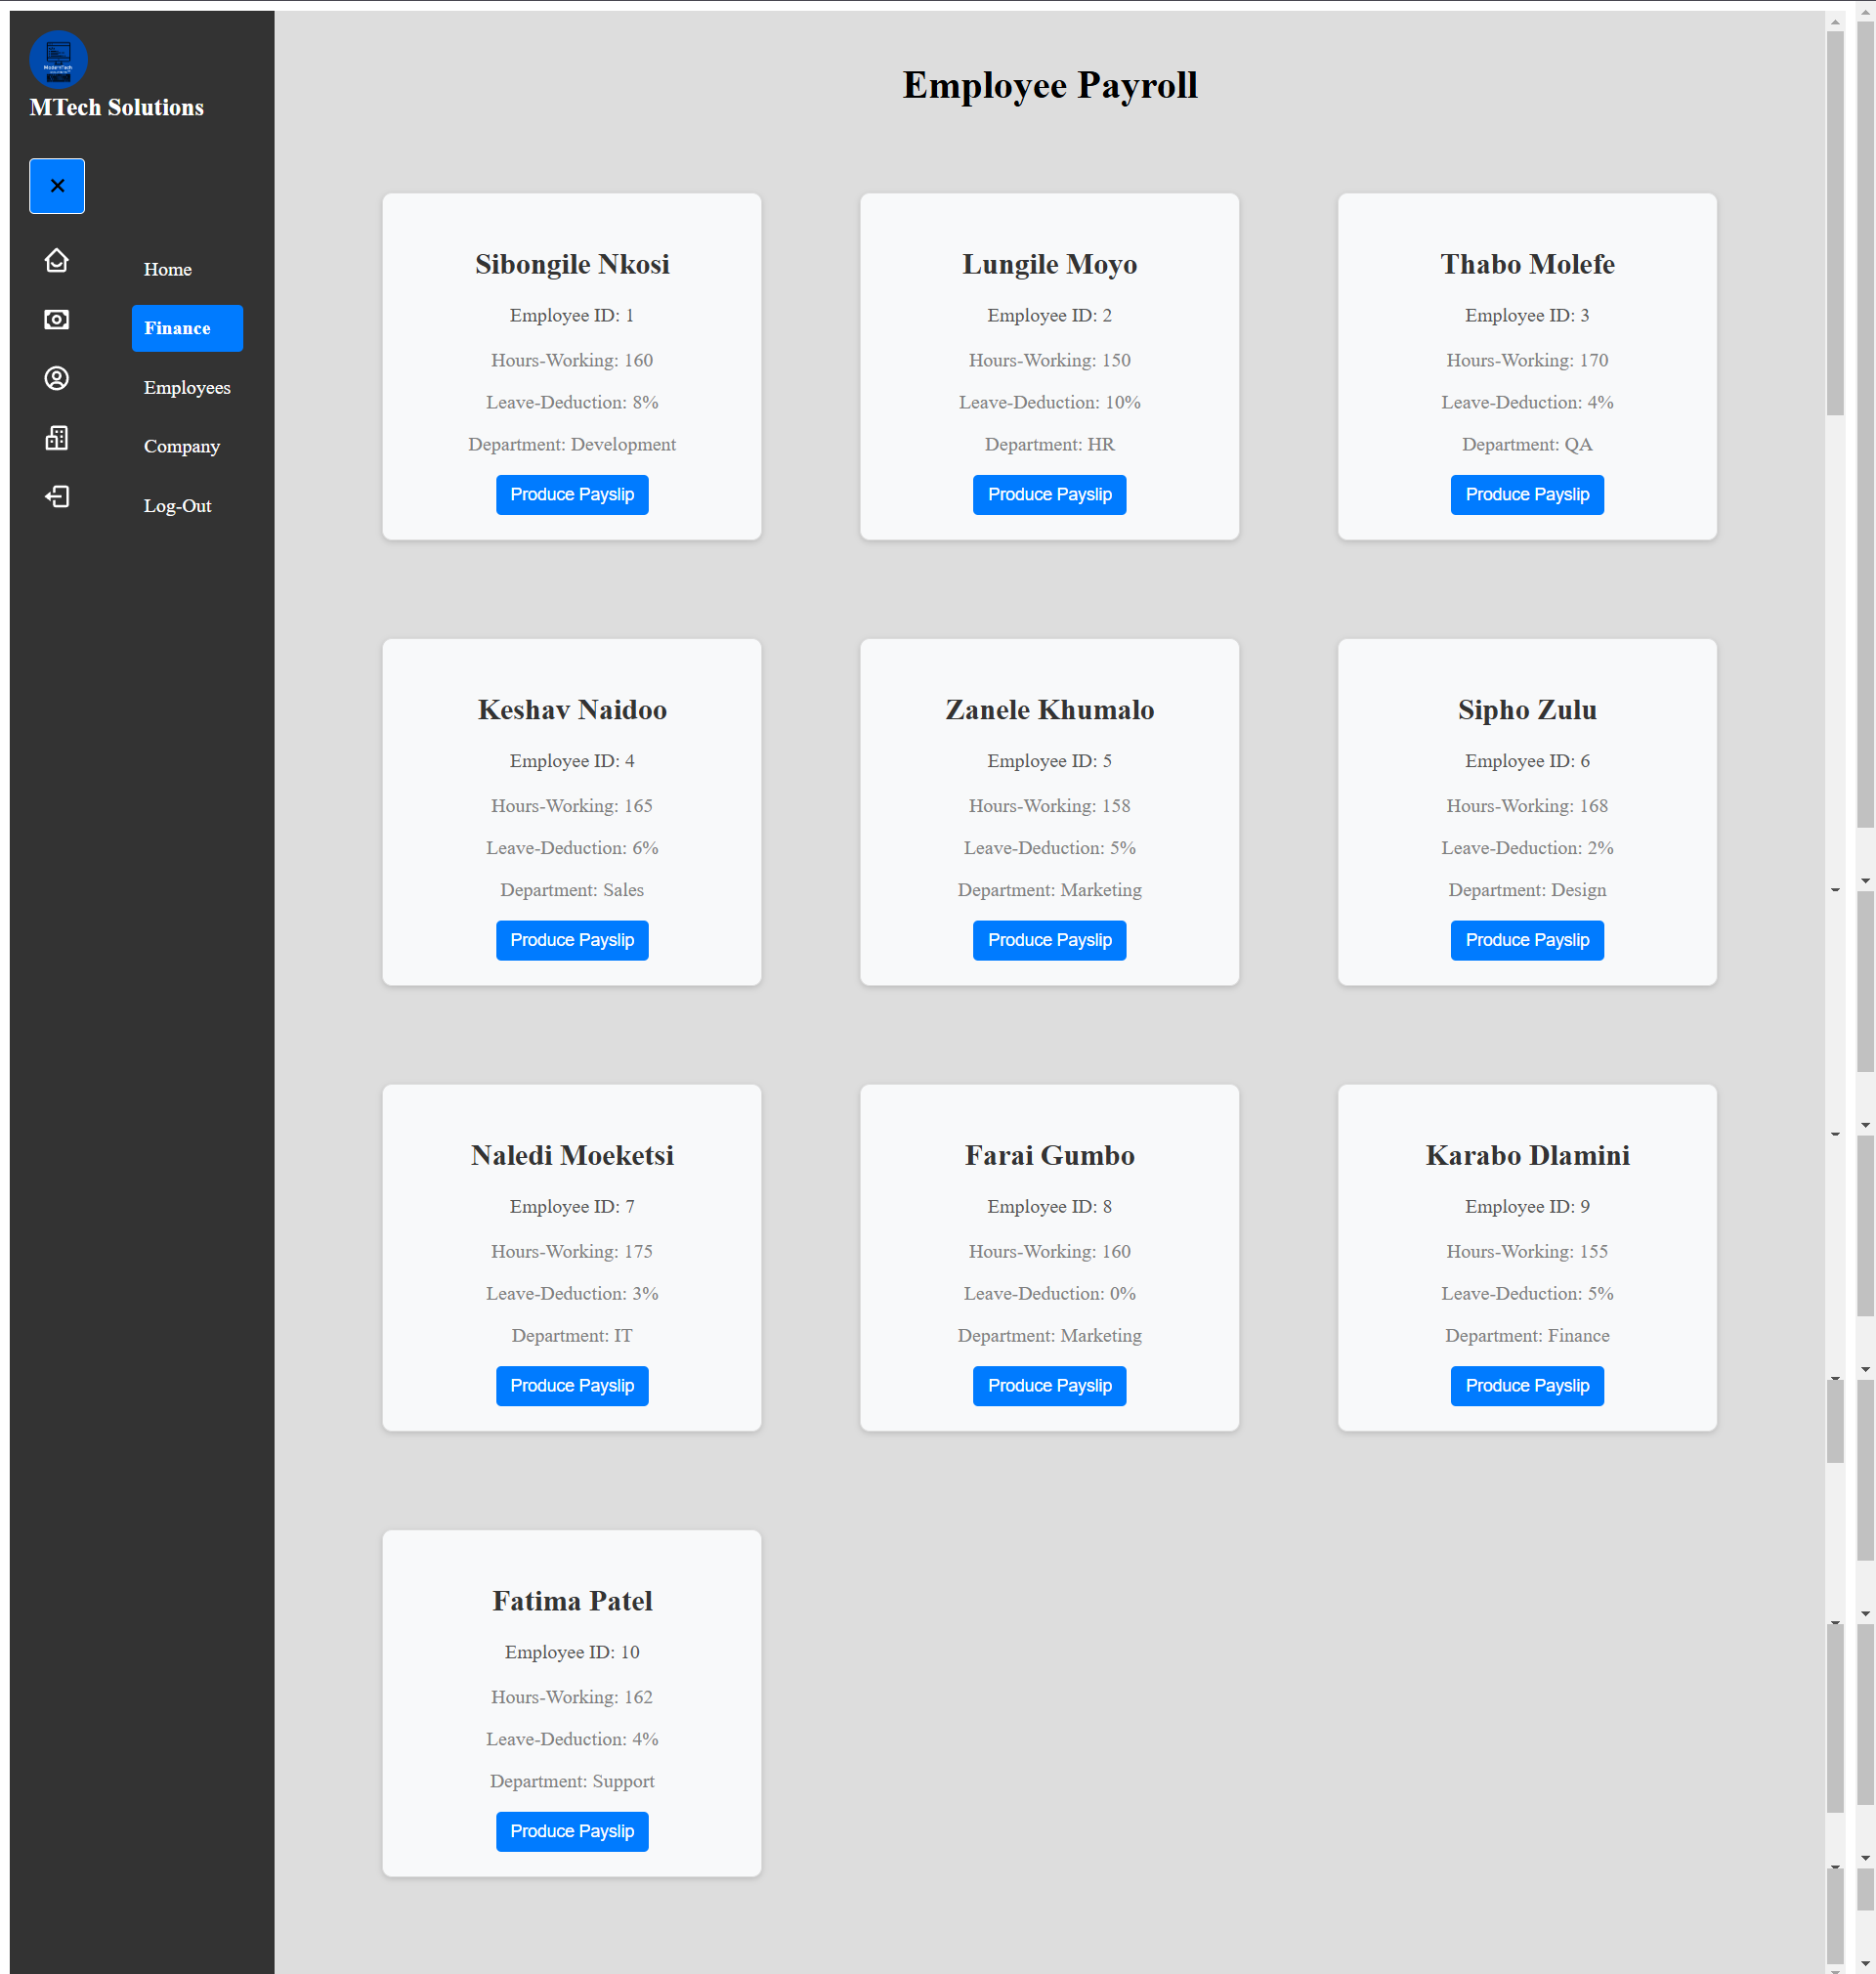 ModernTech
MTech Solutions
Home
Finance
Employees
Company
Log-Out
Employee Payroll
Sibongile Nkosi
Employee ID: 1
Hours-Working: 160
Leave-Deduction: 8%
Department: Development
Produce Payslip
Lungile Moyo
Employee ID: 2
Hours-Working: 150
Leave-Deduction: 10%
Department: HR
Produce Payslip
Thabo Molefe
Employee ID: 3
Hours-Working: 170
Leave-Deduction: 4%
Department: QA
Produce Payslip
Keshav Naidoo
Employee ID: 4
Hours-Working: 165
Leave-Deduction: 6%
Department: Sales
Produce Payslip
Zanele Khumalo
Employee ID: 5
Hours-Working: 158
Leave-Deduction: 5%
Department: Marketing
Produce Payslip
Sipho Zulu
Employee ID: 6
Hours-Working: 168
Leave-Deduction: 2%
Department: Design
Produce Payslip
Naledi Moeketsi
Employee ID: 7
Hours-Working: 175
Leave-Deduction: 3%
Department: IT
Produce Payslip
Farai Gumbo
Employee ID: 8
Hours-Working: 160
Leave-Deduction: 0%
Department: Marketing
Produce Payslip
Karabo Dlamini
Employee ID: 9
Hours-Working: 155
Leave-Deduction: 5%
Department: Finance
Produce Payslip
Fatima Patel
Employee ID: 10
Hours-Working: 162
Leave-Deduction: 4%
Department: Support
Produce Payslip